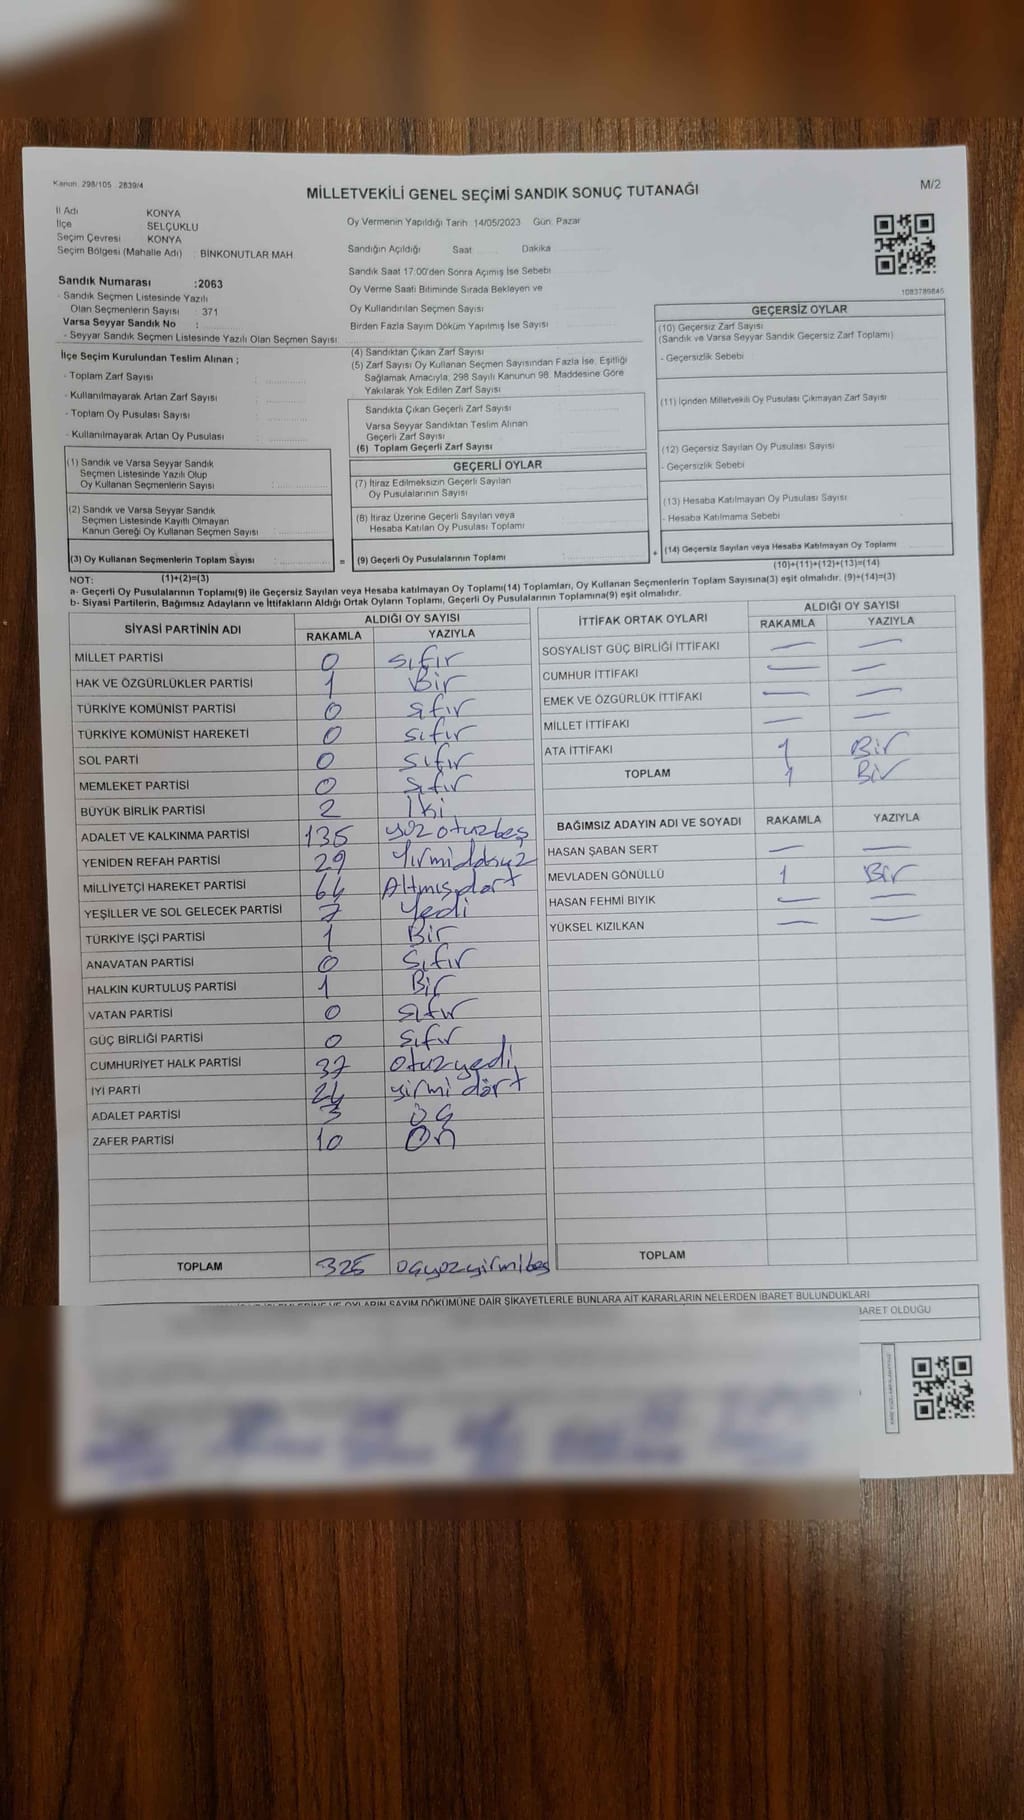 Kanun 298/105 2839/4
MİLLETVEKİLİ GENEL SEÇİMİ SANDIK SONUÇ TUTANAĞI
M/2
İl Adı KONYA
İlçe SELÇUKLU
Seçim Çevresi KONYA
Seçim Bölgesi (Mahalle Adı) : BİNKONUTLAR MAH.
Oy Vermenin Yapıldığı Tarih 14/05/2023 Gün: Pazar
Sandığın Açıldığı Saat Dakika
Sandık Saat 17:00'den Sonra Açımış İse Sebebi
Oy Verme Saati Bitiminde Sırada Bekleyen ve
Oy Kullandırılan Seçmen Sayısı
Birden Fazla Sayım Döküm Yapılmış İse Sayısı
1083789845
Sandık Numarası :2063
- Sandık Seçmen Listesinde Yazılı
Olan Seçmenlerin Sayısı : 371
Varsa Seyyar Sandık No :
- Seyyar Sandık Seçmen Listesinde Yazılı Olan Seçmen Sayısı:
İlçe Seçim Kurulundan Teslim Alınan ;
- Toplam Zarf Sayısı :
- Kullanılmayarak Artan Zarf Sayısı :
- Toplam Oy Pusulası Sayısı :
- Kullanılmayarak Artan Oy Pusulası :
(1) Sandık ve Varsa Seyyar Sandık
Seçmen Listesinde Yazılı Olup
Oy Kullanan Seçmenlerin Sayısı :
(2) Sandık ve Varsa Seyyar Sandık
Seçmen Listesinde Kayıtlı Olmayan
Kanun Gereği Oy Kullanan Seçmen Sayısı :
(3) Oy Kullanan Seçmenlerin Toplam Sayısı :
(1)+(2)=(3)
(4) Sandıktan Çıkan Zarf Sayısı
(5) Zarf Sayısı Oy Kullanan Seçmen Sayısından Fazla İse, Eşitliği
Sağlamak Amacıyla, 298 Sayılı Kanunun 98. Maddesine Göre
Yakılarak Yok Edilen Zarf Sayısı
Sandıkta Çıkan Geçerli Zarf Sayısı
Varsa Seyyar Sandıktan Teslim Alınan
Geçerli Zarf Sayısı
(6) Toplam Geçerli Zarf Sayısı
GEÇERLİ OYLAR
(7) İtiraz Edilmeksizin Geçerli Sayılan
Oy Pusulalarının Sayısı
(8) İtiraz Üzerine Geçerli Sayılan veya
Hesaba Katılan Oy Pusulası Toplamı
= (9) Geçerli Oy Pusulalarının Toplamı :
GEÇERSİZ OYLAR
(10) Geçersiz Zarf Sayısı
(Sandık ve Varsa Seyyar Sandık Geçersiz Zarf Toplamı)
- Geçersizlik Sebebi
(11) İçinden Milletvekili Oy Pusulası Çıkmayan Zarf Sayısı
(12) Geçersiz Sayılan Oy Pusulası Sayısı
- Geçersizlik Sebebi
(13) Hesaba Katılmayan Oy Pusulası Sayısı
- Hesaba Katılmama Sebebi
+ (14) Geçersiz Sayılan veya Hesaba Katılmayan Oy Toplamı
(10)+(11)+(12)+(13)=(14)
NOT:
a- Geçerli Oy Pusulalarının Toplamı(9) ile Geçersiz Sayılan veya Hesaba katılmayan Oy Toplamı(14) Toplamları, Oy Kullanan Seçmenlerin Toplam Sayısına(3) eşit olmalıdır. (9)+(14)=(3)
b- Siyasi Partilerin, Bağımsız Adayların ve İttifakların Aldığı Ortak Oyların Toplamı, Geçerli Oy Pusulalarının Toplamına(9) eşit olmalıdır.
SİYASİ PARTİNİN ADI ALDIĞI OY SAYISI
RAKAMLA YAZIYLA
MİLLET PARTİSİ 0 sıfır
HAK VE ÖZGÜRLÜKLER PARTİSİ 1 Bir
TÜRKİYE KOMÜNİST PARTİSİ 0 sıfır
TÜRKİYE KOMÜNİST HAREKETİ 0 sıfır
SOL PARTİ 0 sıfır
MEMLEKET PARTİSİ 0 sıfır
BÜYÜK BİRLİK PARTİSİ 2 İki
ADALET VE KALKINMA PARTİSİ 135 yüz otuzbeş
YENİDEN REFAH PARTİSİ 29 Yirmidokuz
MİLLİYETÇİ HAREKET PARTİSİ 64 Altmışdört
YEŞİLLER VE SOL GELECEK PARTİSİ 7 Yedi
TÜRKİYE İŞÇİ PARTİSİ 1 Bir
ANAVATAN PARTİSİ 0 Sıfır
HALKIN KURTULUŞ PARTİSİ 1 Bir
VATAN PARTİSİ 0 sıfır
GÜÇ BİRLİĞİ PARTİSİ 0 sıfır
CUMHURİYET HALK PARTİSİ 37 otuzyedi
İYİ PARTİ 24 yirmi dört
ADALET PARTİSİ 3 üç
ZAFER PARTİSİ 10 On
TOPLAM 325 üçyüzyirmibeş
İTTİFAK ORTAK OYLARI ALDIĞI OY SAYISI
RAKAMLA YAZIYLA
SOSYALİST GÜÇ BİRLİĞİ İTTİFAKI — —
CUMHUR İTTİFAKI — —
EMEK VE ÖZGÜRLÜK İTTİFAKI — —
MİLLET İTTİFAKI — —
ATA İTTİFAKI 1 Bir
TOPLAM 1 Bir
BAĞIMSIZ ADAYIN ADI VE SOYADI RAKAMLA YAZIYLA
HASAN ŞABAN SERT — —
MEVLADEN GÖNÜLLÜ 1 Bir
HASAN FEHMİ BIYIK — —
YÜKSEL KIZILKAN — —
TOPLAM
OYLARIN SAYIM DÖKÜMÜNE DAİR ŞİKAYETLERLE BUNLARA AİT KARARLARIN NELERDEN İBARET BULUNDUKLARI
İBARET OLDUĞU